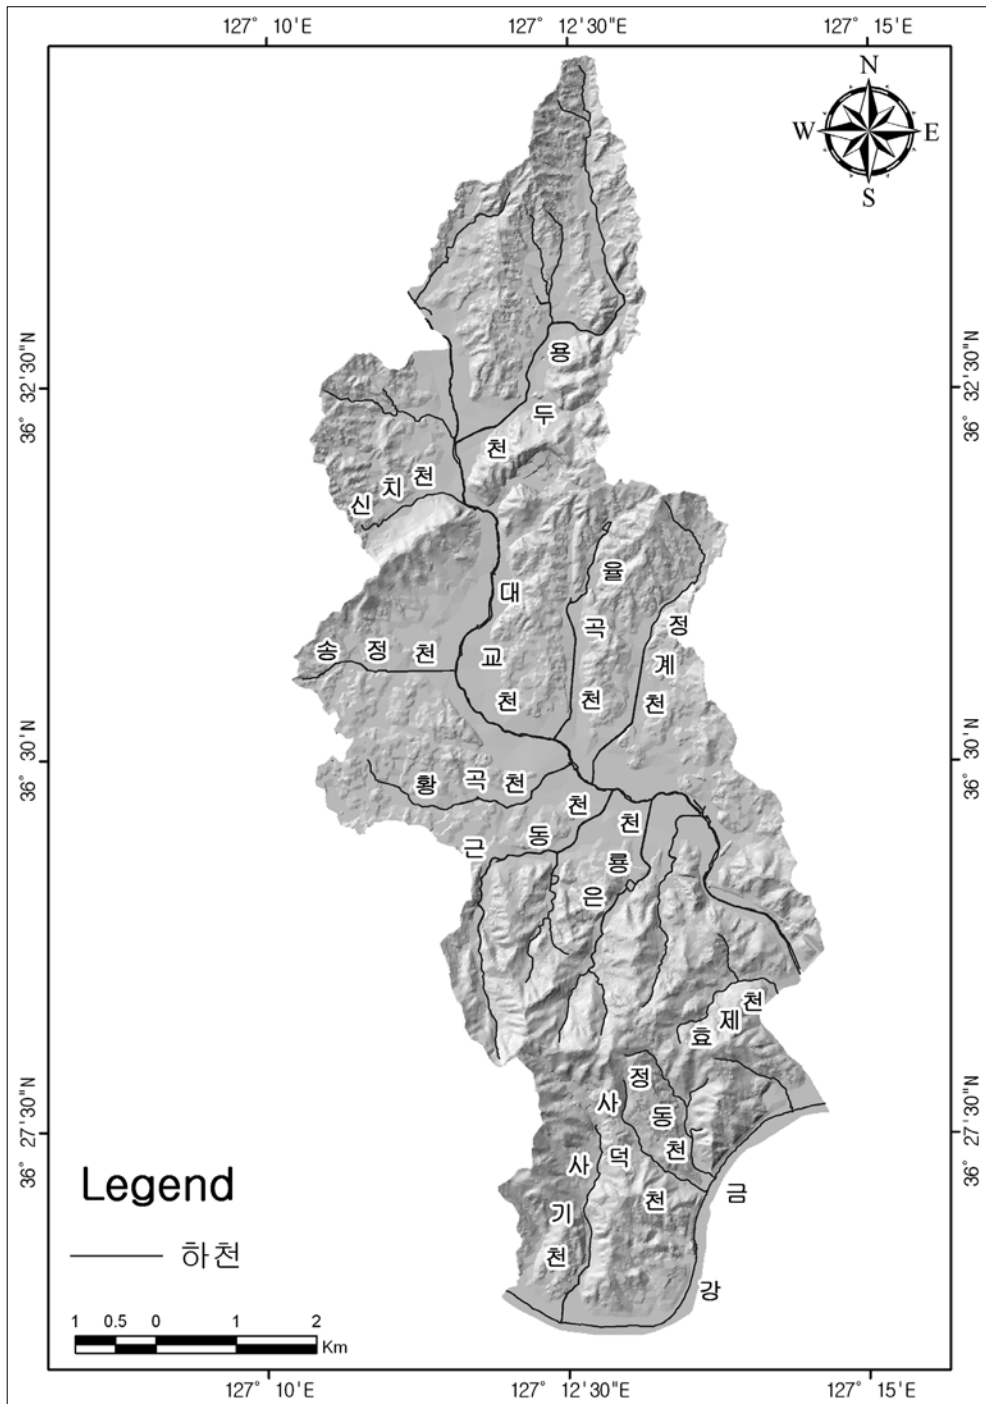 127° 10'E
127° 12'30"E
127° 15'E
N
W
E
S
36° 32'30"N
36° 32'30"N
용두천
신치천
대교천
율곡천
정계천
송정천
36° 30'N
36° 30'N
황곡천
근동천
은룡천
효제천
정동천
사덕천
사기천
금강
36° 27'30"N
36° 27'30"N
Legend
하천
1 0.5 0 1 2
Km
127° 10'E
127° 12'30"E
127° 15'E